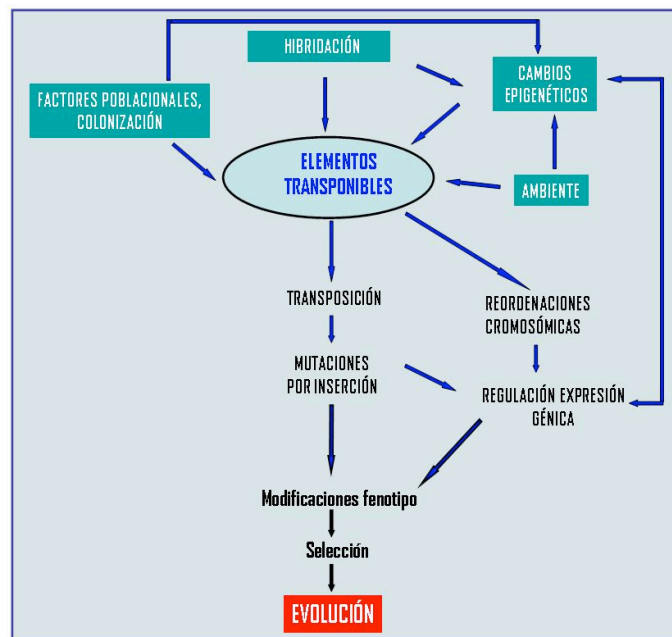 HIBRIDACIÓN
CAMBIOS
EPIGENÉTICOS
FACTORES POBLACIONALES,
COLONIZACIÓN
ELEMENTOS
TRANSPONIBLES
AMBIENTE
TRANSPOSICIÓN
REORDENACIONES
CROMOSÓMICAS
MUTACIONES
POR INSERCIÓN
REGULACIÓN EXPRESIÓN
GÉNICA
Modificaciones fenotipo
Selección
EVOLUCIÓN